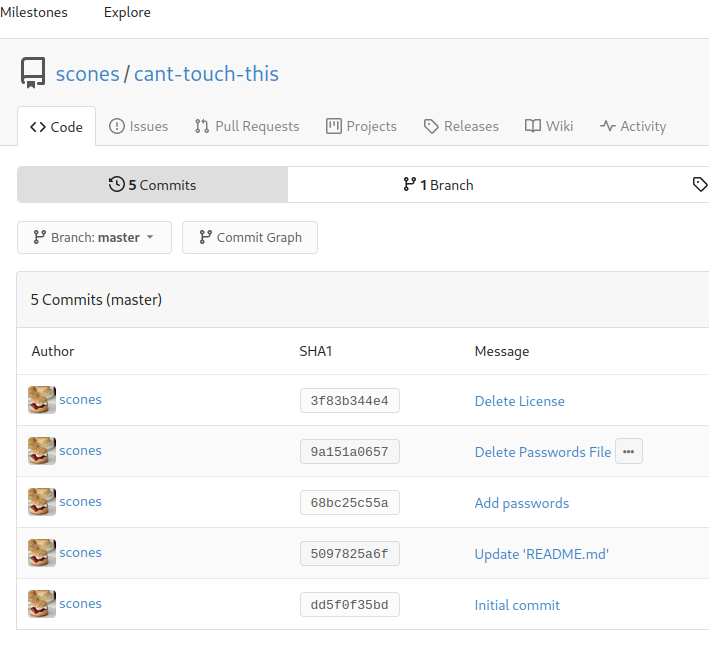 Milestones Explore
scones / cant-touch-this
Code Issues Pull Requests Projects Releases Wiki Activity
5 Commits 1 Branch
Branch: master Commit Graph
5 Commits (master)
Author SHA1 Message
scones 3f83b344e4 Delete License
scones 9a151a0657 Delete Passwords File ...
scones 68bc25c55a Add passwords
scones 5097825a6f Update 'README.md'
scones dd5f0f35bd Initial commit